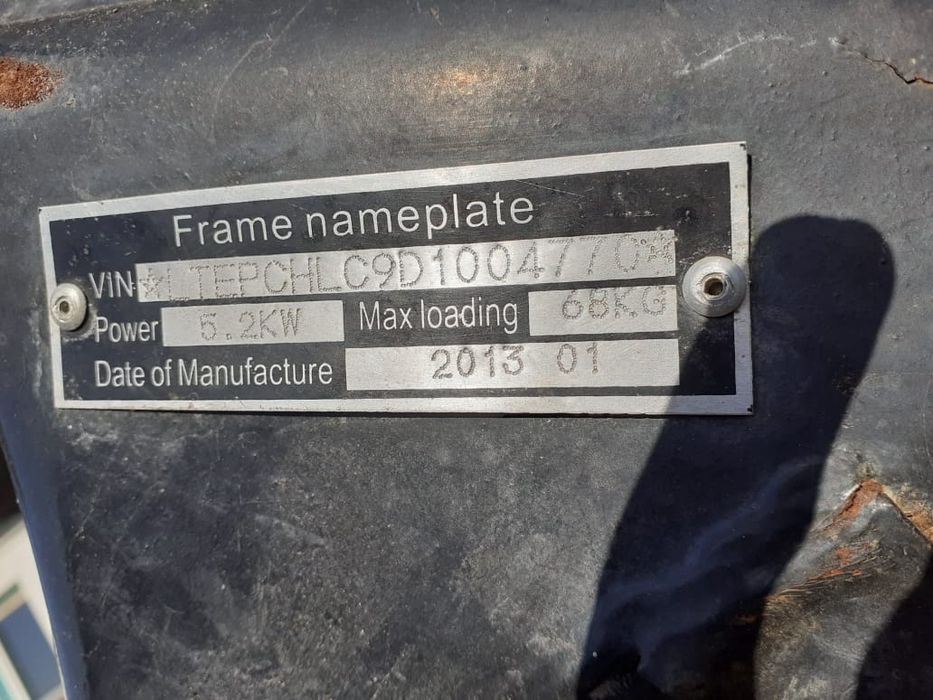 Frame nameplate
VIN ☆LTEPCHLC9D1004770☆
Power 5.2KW Max loading 68KG
Date of Manufacture 2013 01